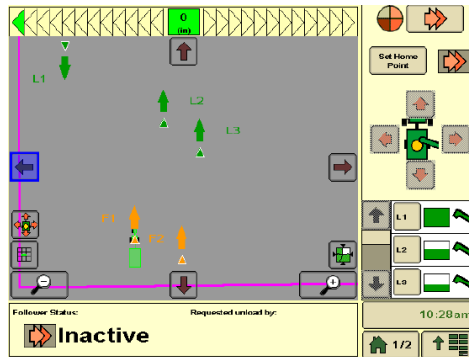 0
(in)
Set Home
Point
L1
L2
L3
F1
F2
L1
L2
L3
Follower Status:
Requested unload by:
Inactive
10:28am
1/2